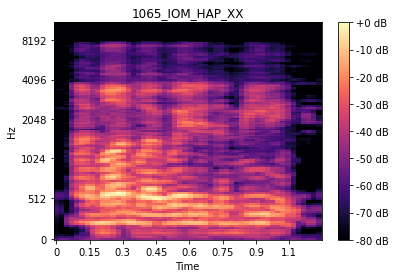 1065_IOM_HAP_XX
8192
4096
2048
1024
512
0
Hz
0 0.15 0.3 0.45 0.6 0.75 0.9 1.1
Time
+0 dB
-10 dB
-20 dB
-30 dB
-40 dB
-50 dB
-60 dB
-70 dB
-80 dB